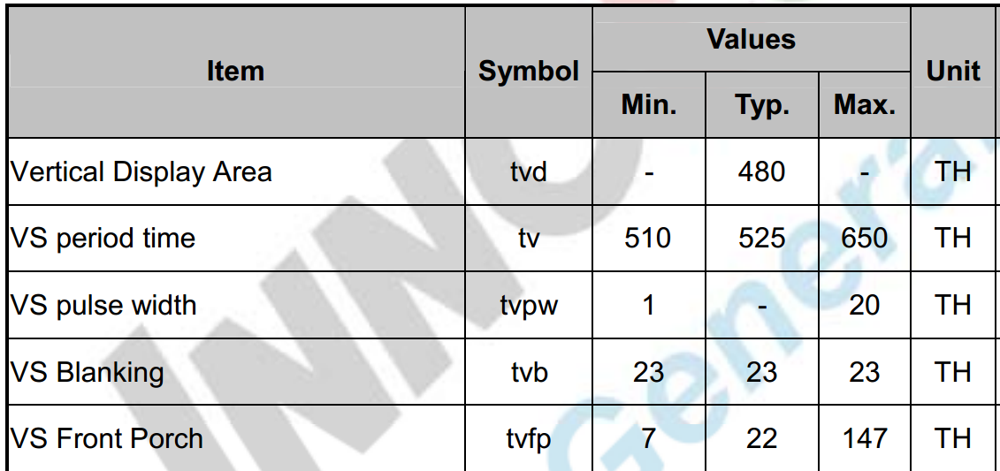 Item Symbol Values Unit
Min. Typ. Max.
Vertical Display Area tvd - 480 - TH
VS period time tv 510 525 650 TH
VS pulse width tvpw 1 - 20 TH
VS Blanking tvb 23 23 23 TH
VS Front Porch tvfp 7 22 147 TH
INNO
General